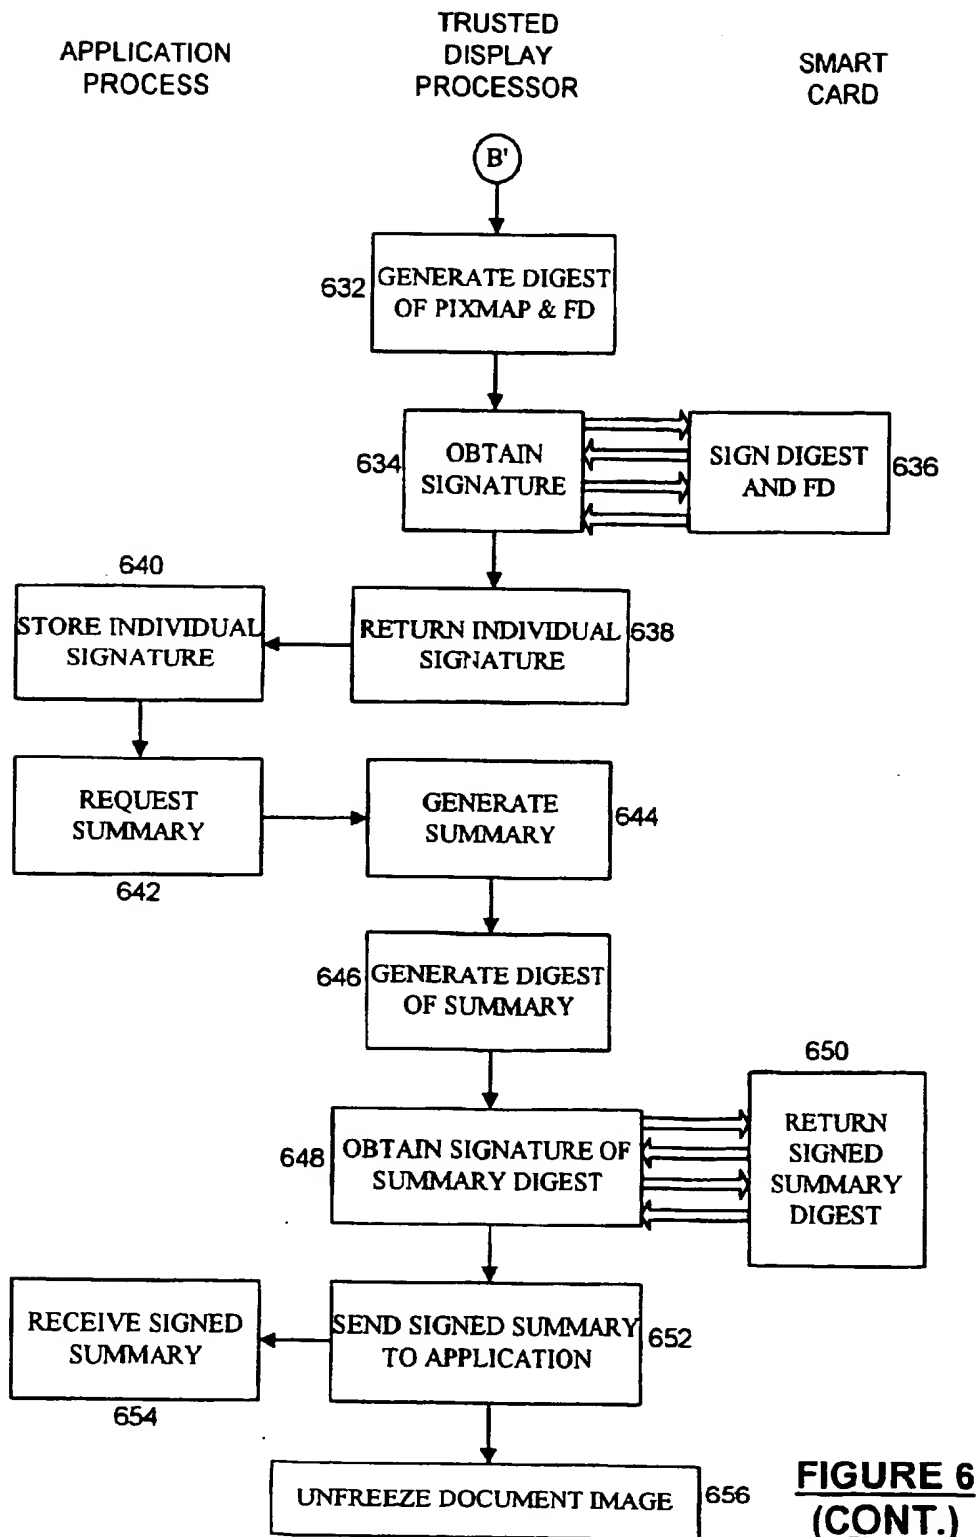 APPLICATION
PROCESS
TRUSTED
DISPLAY
PROCESSOR
SMART
CARD
B'
632
GENERATE DIGEST
OF PIXMAP & FD
634
OBTAIN
SIGNATURE
SIGN DIGEST
AND FD
636
640
STORE INDIVIDUAL
SIGNATURE
RETURN INDIVIDUAL
SIGNATURE
638
REQUEST
SUMMARY
642
GENERATE
SUMMARY
644
646
GENERATE DIGEST
OF SUMMARY
648
OBTAIN SIGNATURE OF
SUMMARY DIGEST
650
RETURN
SIGNED
SUMMARY
DIGEST
RECEIVE SIGNED
SUMMARY
654
SEND SIGNED SUMMARY
TO APPLICATION
652
UNFREEZE DOCUMENT IMAGE
656
FIGURE 6
(CONT.)